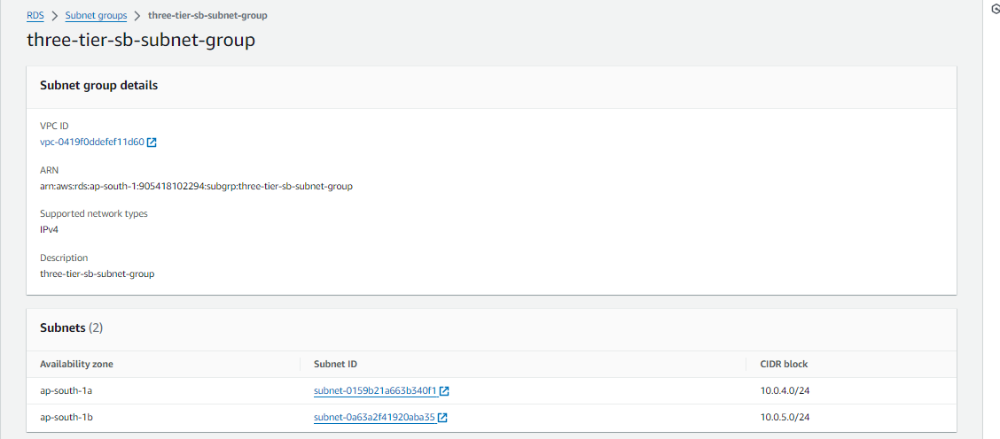 RDS > Subnet groups > three-tier-sb-subnet-group
three-tier-sb-subnet-group
Subnet group details
VPC ID
vpc-0419f0ddefef11d60
ARN
arn:aws:rds:ap-south-1:905418102294:subgrp:three-tier-sb-subnet-group
Supported network types
IPv4
Description
three-tier-sb-subnet-group
Subnets (2)
Availability zone Subnet ID CIDR block
ap-south-1a subnet-0159b21a663b340f1 10.0.4.0/24
ap-south-1b subnet-0a63a2f41920aba35 10.0.5.0/24